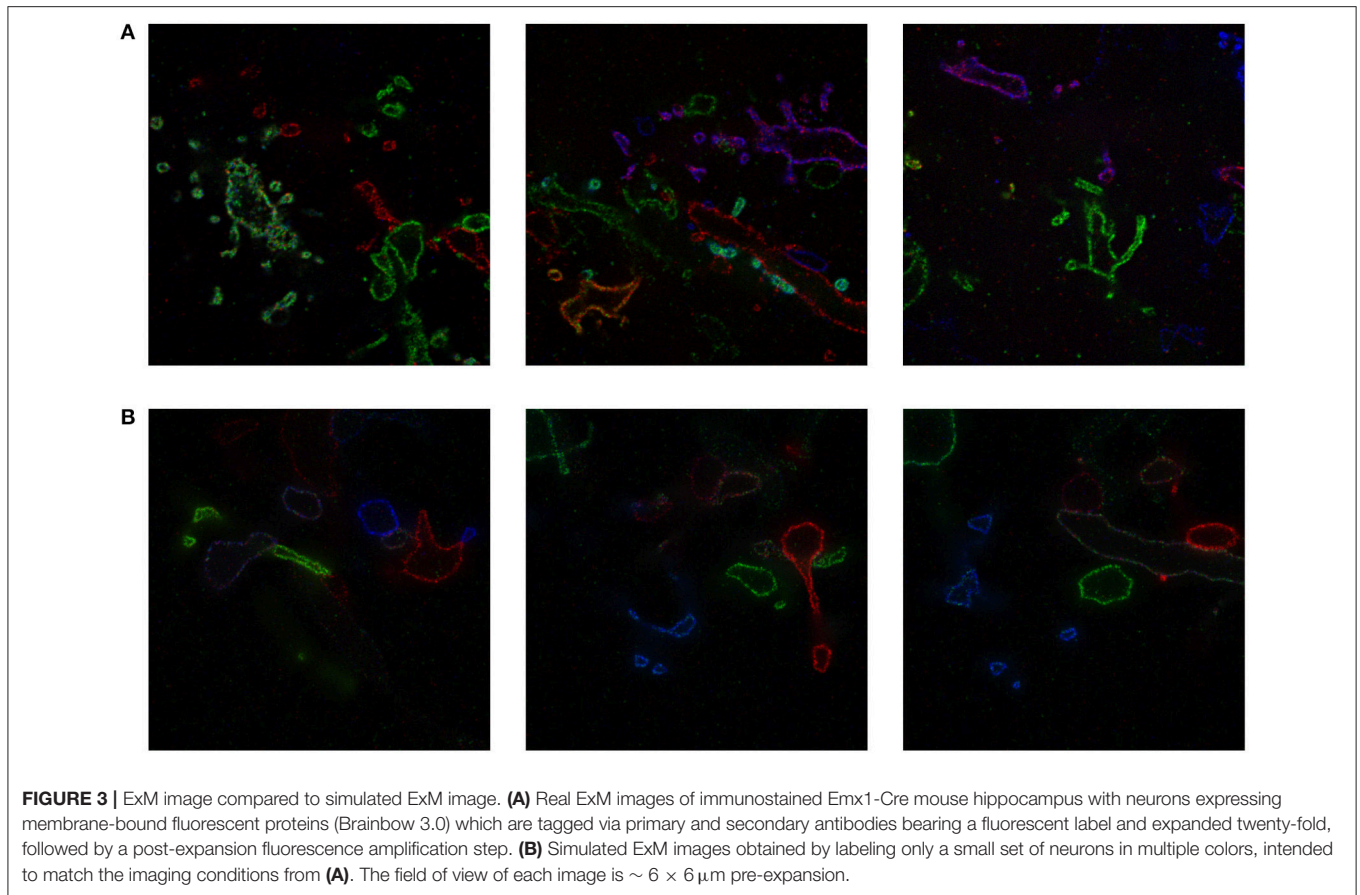 A
B
FIGURE 3 | ExM image compared to simulated ExM image. (A) Real ExM images of immunostained Emx1-Cre mouse hippocampus with neurons expressing
membrane-bound fluorescent proteins (Brainbow 3.0) which are tagged via primary and secondary antibodies bearing a fluorescent label and expanded twenty-fold,
followed by a post-expansion fluorescence amplification step. (B) Simulated ExM images obtained by labeling only a small set of neurons in multiple colors, intended
to match the imaging conditions from (A). The field of view of each image is ∼ 6 × 6 μm pre-expansion.